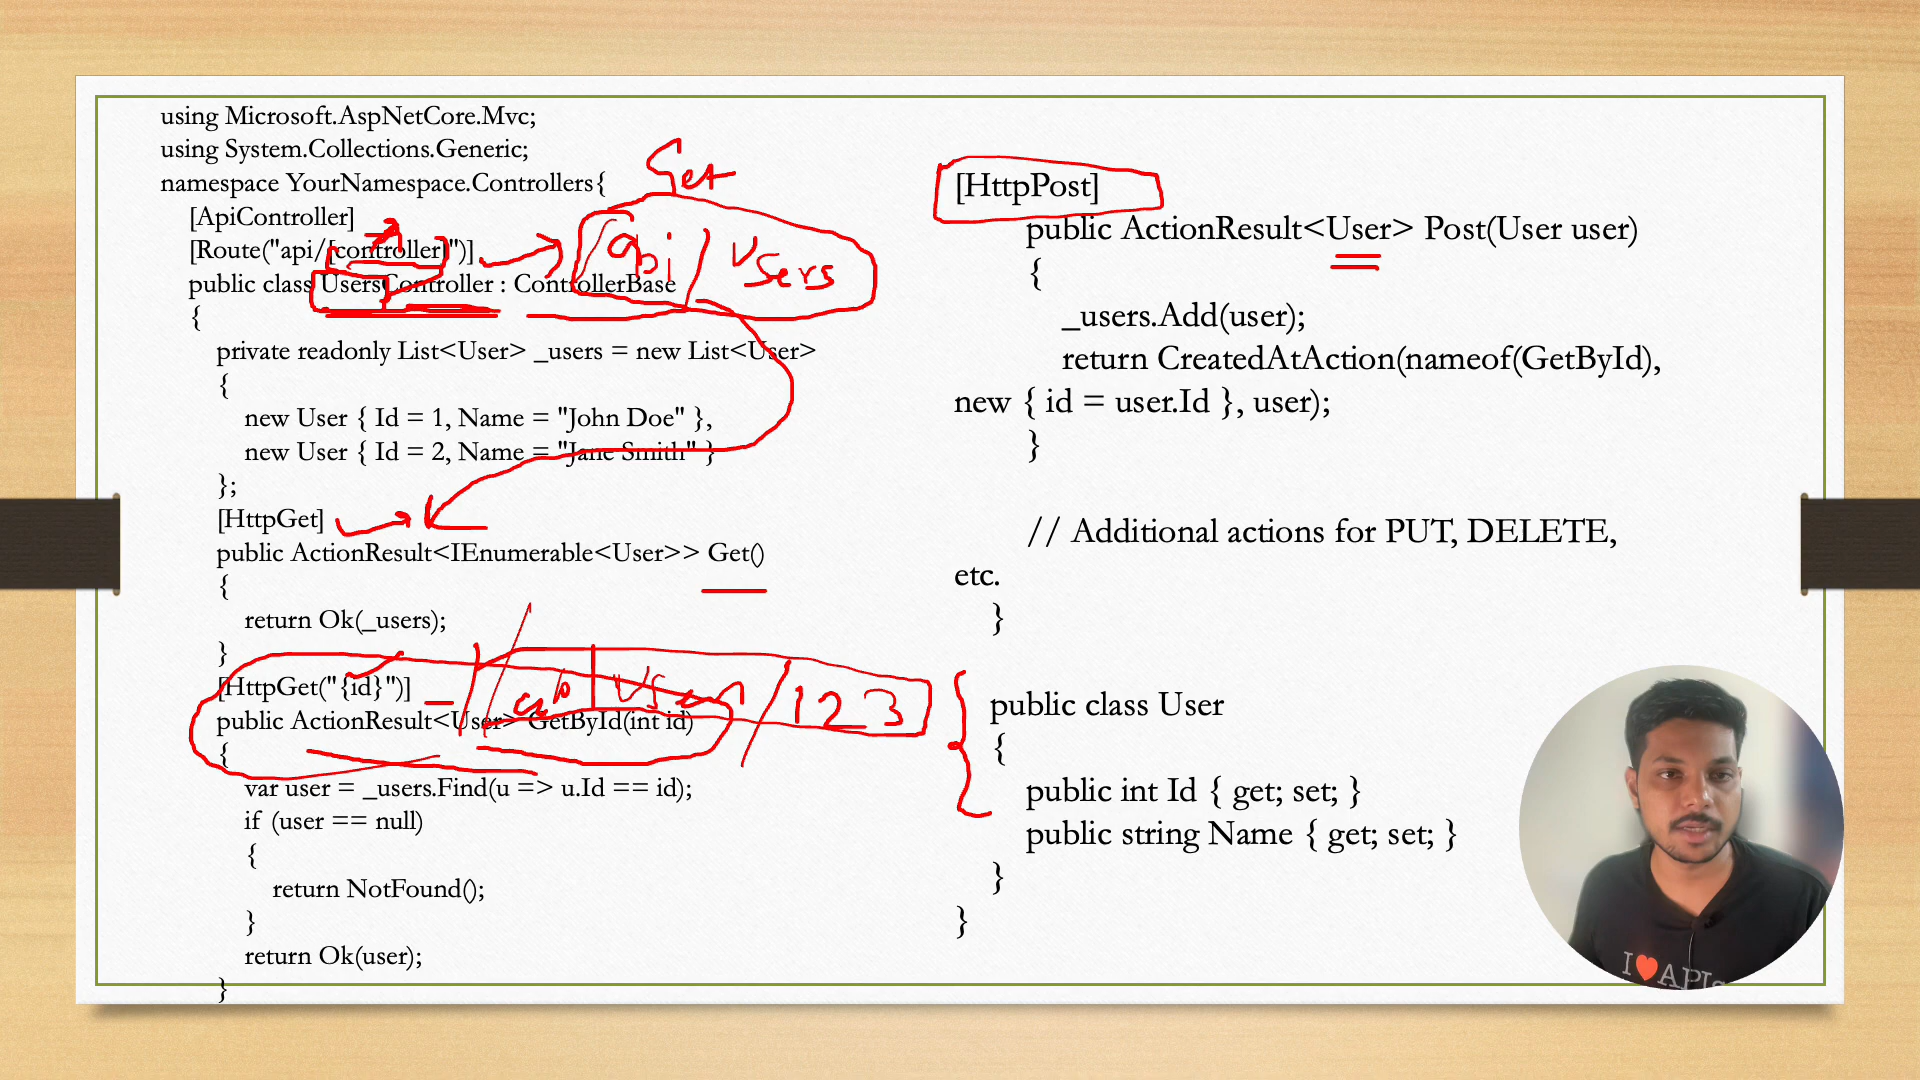 using Microsoft.AspNetCore.Mvc;
using System.Collections.Generic;
namespace YourNamespace.Controllers{
[ApiController]
[Route("api/[controller]")]
public class UsersController : ControllerBase
{
private readonly List<User> _users = new List<User>
{
new User { Id = 1, Name = "John Doe" },
new User { Id = 2, Name = "Jane Smith" }
};
[HttpGet]
public ActionResult<IEnumerable<User>> Get()
{
return Ok(_users);
}
[HttpGet("{id}")]
public ActionResult<User> GetById(int id)
{
var user = _users.Find(u => u.Id == id);
if (user == null)
{
return NotFound();
}
return Ok(user);
}
Get
/api/Users
/123
[HttpPost]
public ActionResult<User> Post(User user)
{
_users.Add(user);
return CreatedAtAction(nameof(GetById),
new { id = user.Id }, user);
}
// Additional actions for PUT, DELETE,
etc.
}
public class User
{
public int Id { get; set; }
public string Name { get; set; }
}
}
I ❤ APIs